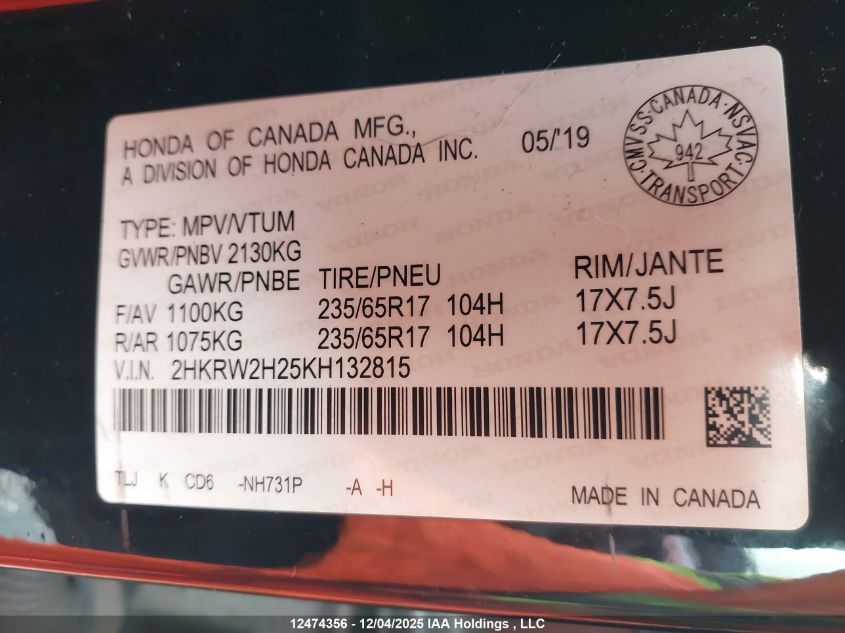 HONDA OF CANADA MFG.,
A DIVISION OF HONDA CANADA INC.
05/'19
CMVSS·CANADA·NSVAC
942
·TRANSPORT·
TYPE: MPV/VTUM
GVWR/PNBV 2130KG
GAWR/PNBE TIRE/PNEU RIM/JANTE
F/AV 1100KG 235/65R17 104H 17X7.5J
R/AR 1075KG 235/65R17 104H 17X7.5J
V.I.N. 2HKRW2H25KH132815
TLJ K CD6 -NH731P -A -H
MADE IN CANADA
12474356 - 12/04/2025 IAA Holdings , LLC